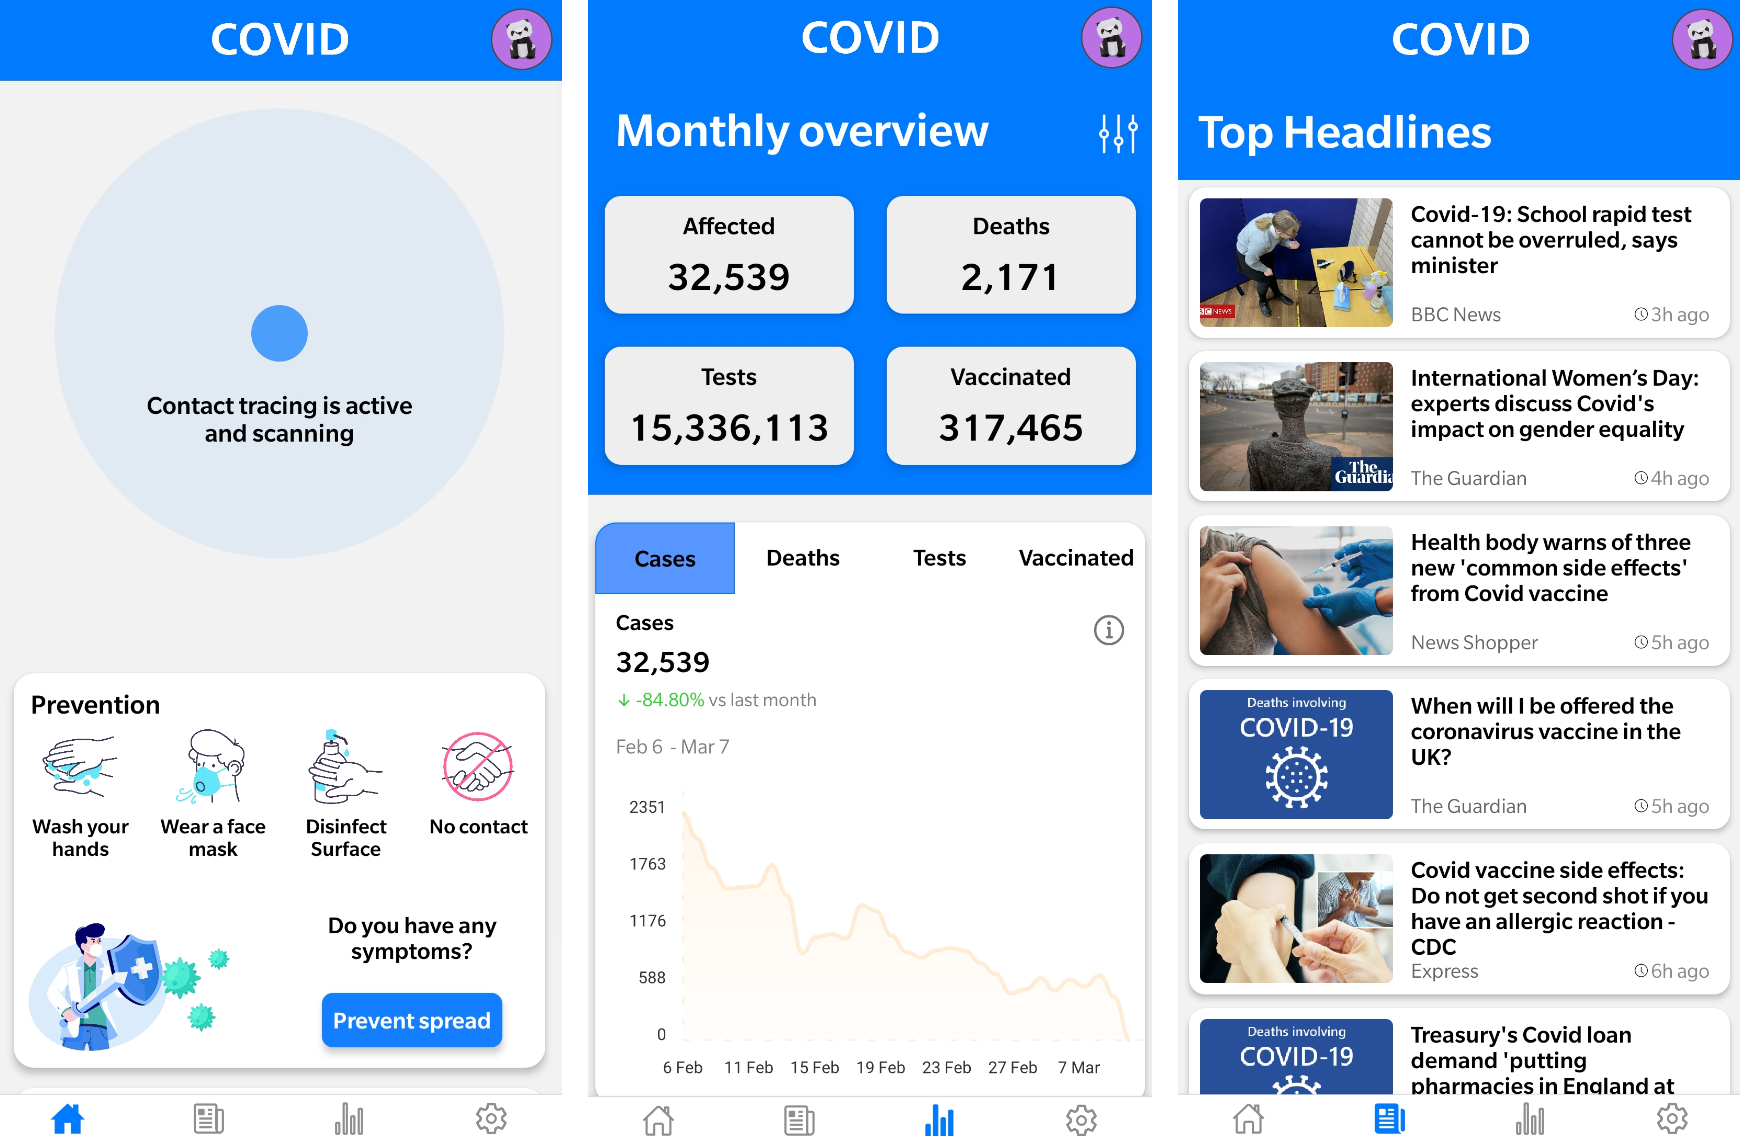 COVID
Contact tracing is active
and scanning
Prevention
Wash your
hands
Wear a face
mask
Disinfect
Surface
No contact
Do you have any
symptoms?
Prevent spread
COVID
Monthly overview
Affected
32,539
Deaths
2,171
Tests
15,336,113
Vaccinated
317,465
Cases Deaths Tests Vaccinated
Cases
32,539
↓ -84.80% vs last month
Feb 6 - Mar 7
2351
1763
1176
588
0
6 Feb 11 Feb 15 Feb 19 Feb 23 Feb 27 Feb 7 Mar
COVID
Top Headlines
BC NEWS
Covid-19: School rapid test
cannot be overruled, says
minister
BBC News 3h ago
The
Guardia
International Women’s Day:
experts discuss Covid's
impact on gender equality
The Guardian 4h ago
Health body warns of three
new 'common side effects'
from Covid vaccine
News Shopper 5h ago
Deaths involving
COVID-19
When will I be offered the
coronavirus vaccine in the
UK?
The Guardian 5h ago
Covid vaccine side effects:
Do not get second shot if you
have an allergic reaction -
CDC
Express 6h ago
Deaths involving
COVID-19
Treasury's Covid loan
demand 'putting
pharmacies in England at